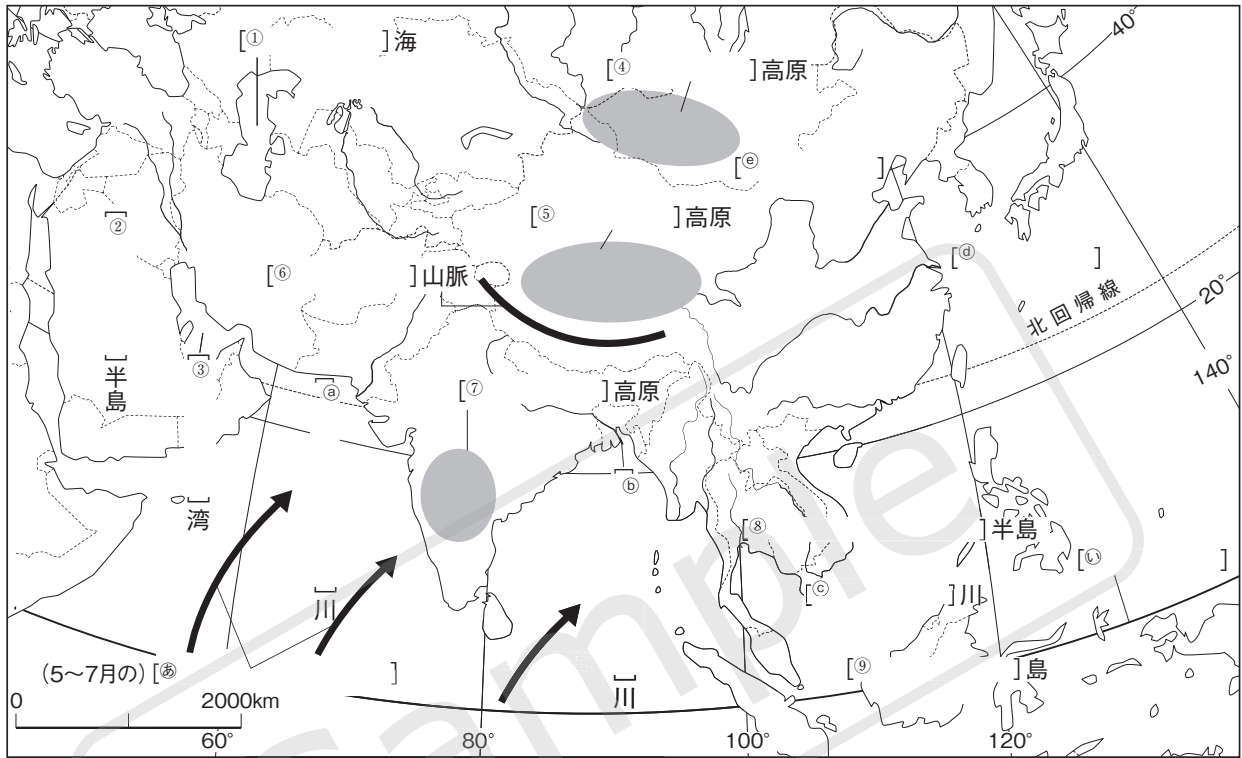 [① ]海
[④ ]高原
40°
[ⓔ ]
[② ]半島
[⑤ ]高原
[⑥ ]山脈
[ⓓ ]
北回帰線
20°
[③ ]湾
[ⓐ ]川
[⑦ ]高原
140°
[ⓑ ]川
[⑧ ]半島
[ⓒ ]川
[㋑ ]
(5〜7月の)[㋐ ]
[⑨ ]島
0 2000km
60° 80° 100° 120°
sample